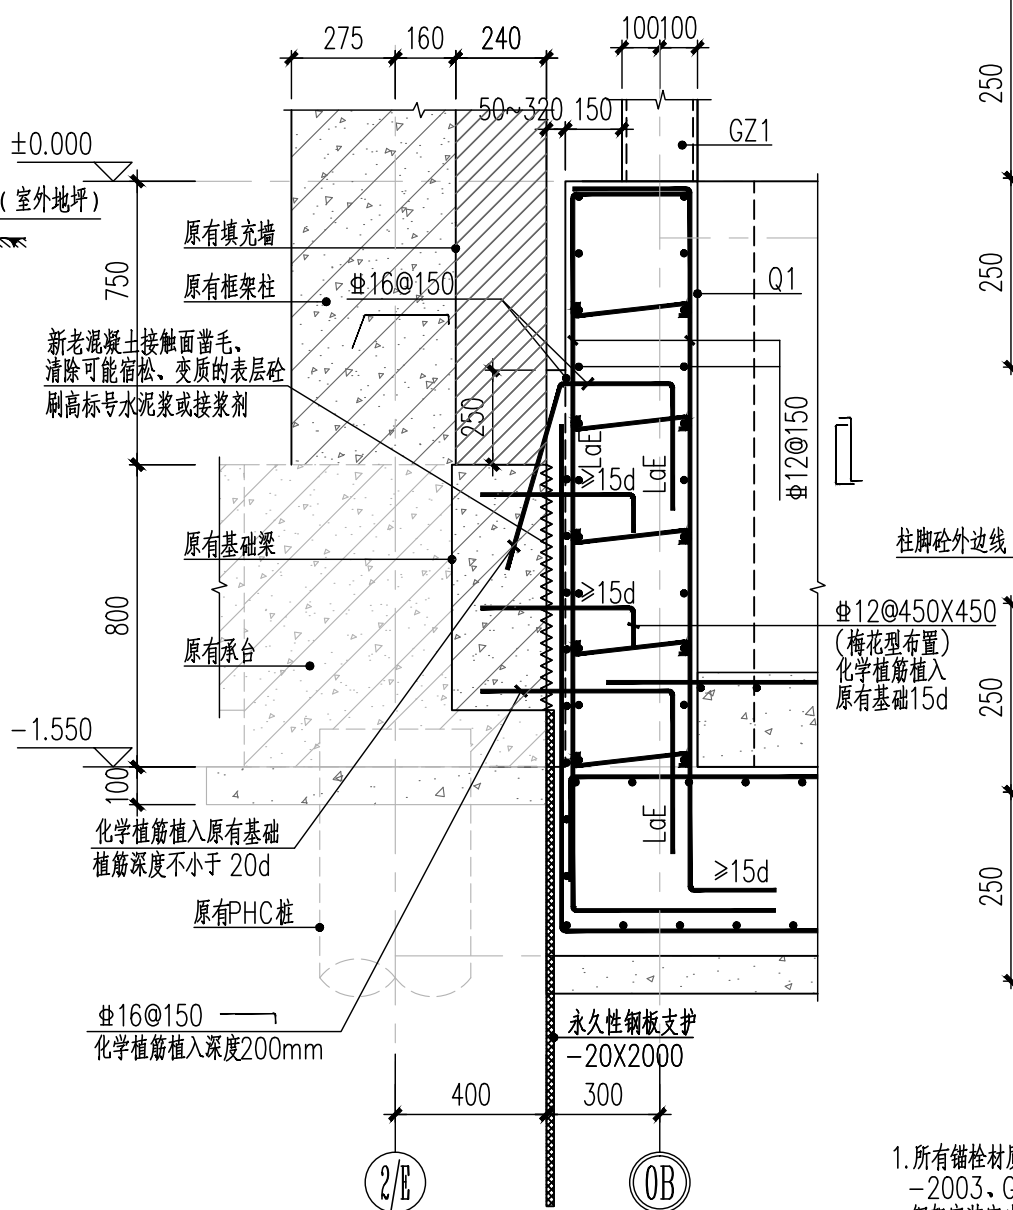 275
160
240
100
100
50~320
150
GZ1
±0.000
(室外地坪)
750
800
100
-1.550
原有填充墙
原有框架柱
⌀16@150
新老混凝土接触面凿毛、
清除可能宿松、变质的表层砼
刷高标号水泥浆或接浆剂
250
LaE
LaE
≥15d
≥15d
Q1
⌀12@150
原有基础梁
原有承台
⌀12@450X450
(梅花型布置)
化学植筋植入
原有基础15d
柱脚砼外边线
LaE
≥15d
化学植筋植入原有基础
植筋深度不小于 20d
原有PHC桩
⌀16@150
化学植筋植入深度200mm
永久性钢板支护
-20X2000
400
300
2/E
0B
250
250
250
250
1.所有锚栓材质
-2003、